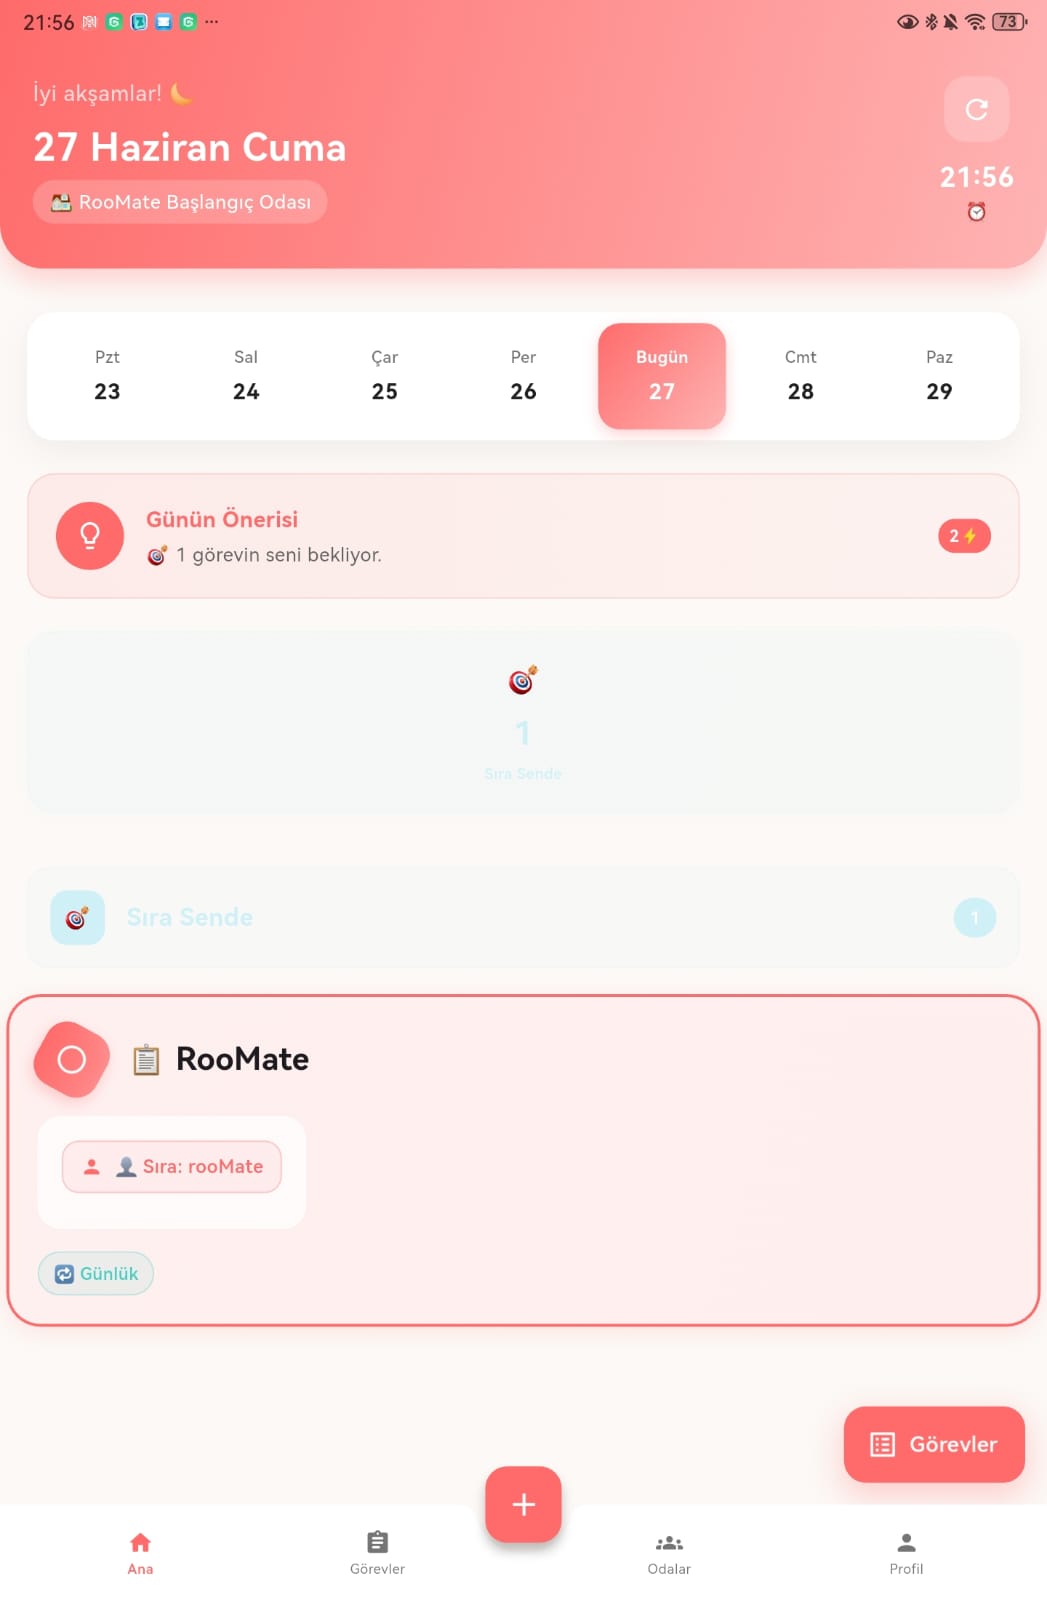 21:56
73
İyi akşamlar! 🌙
27 Haziran Cuma
RooMate Başlangıç Odası
21:56
Pzt Sal Çar Per Bugün Cmt Paz
23 24 25 26 27 28 29
Günün Önerisi
1 görevin seni bekliyor.
2⚡
1
Sıra Sende
Sıra Sende
1
RooMate
Sıra: rooMate
Günlük
Görevler
Ana Görevler Odalar Profil